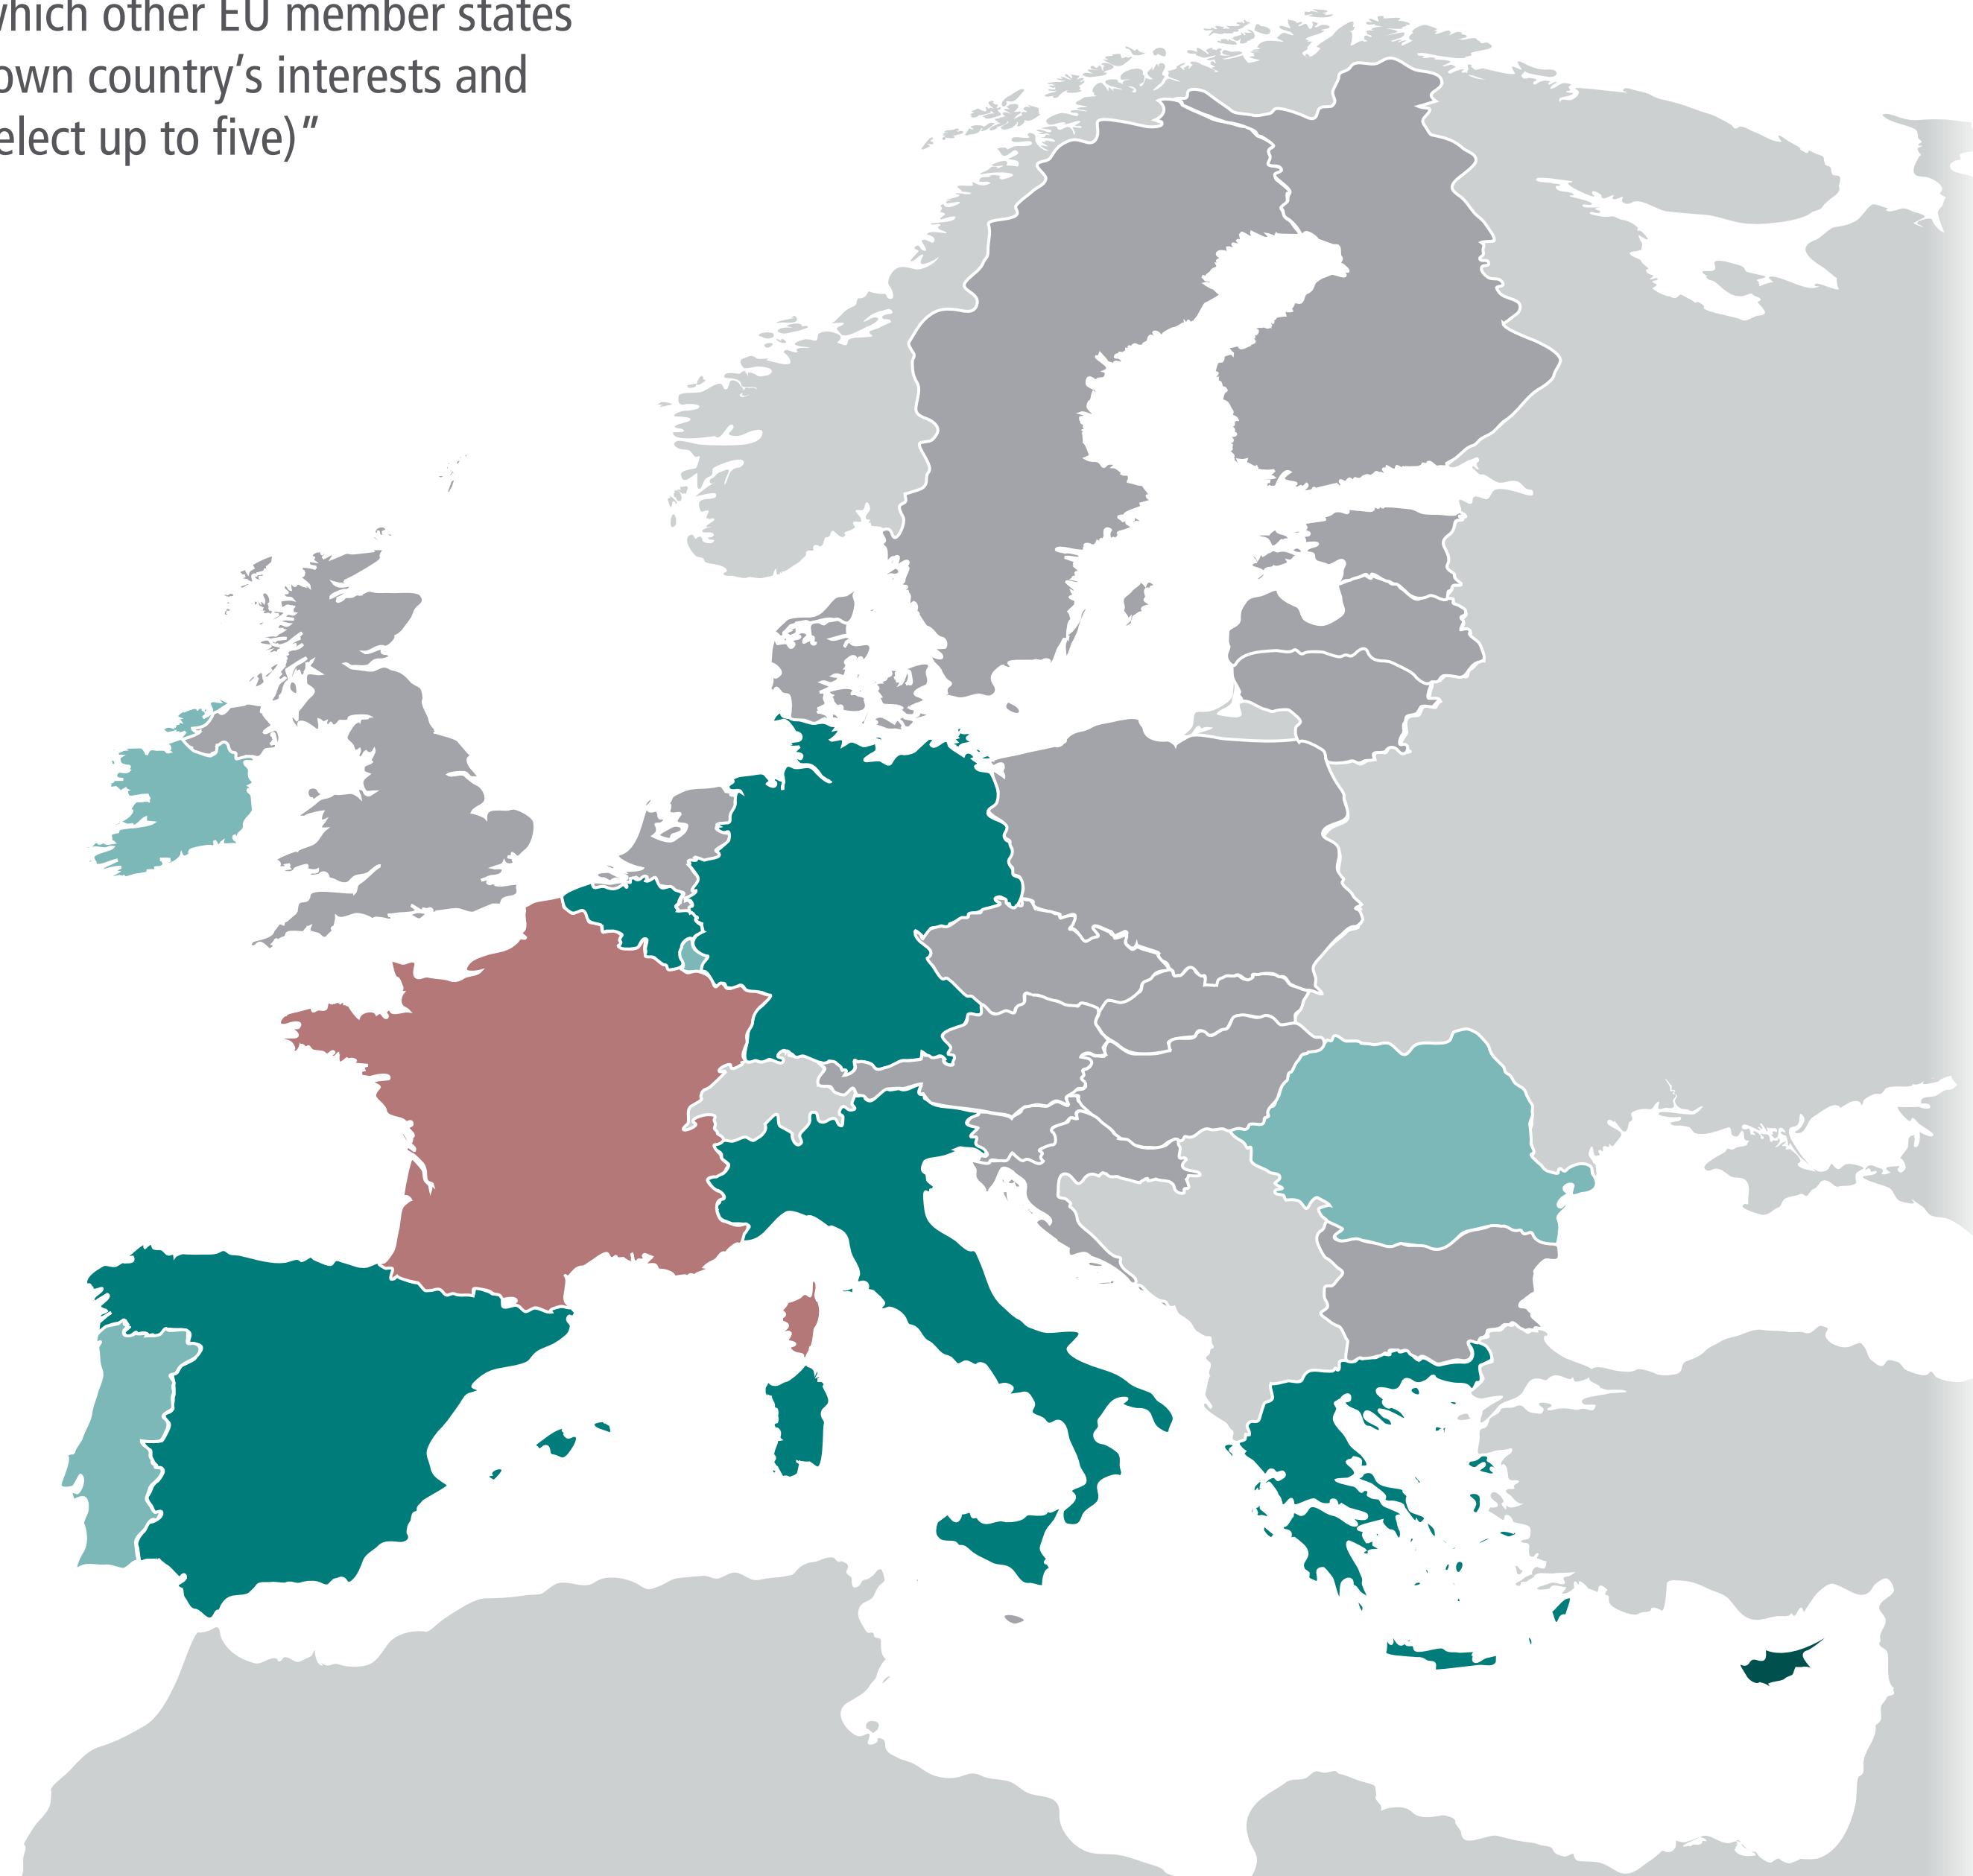 which other EU member states
own country's interests and
elect up to five)"